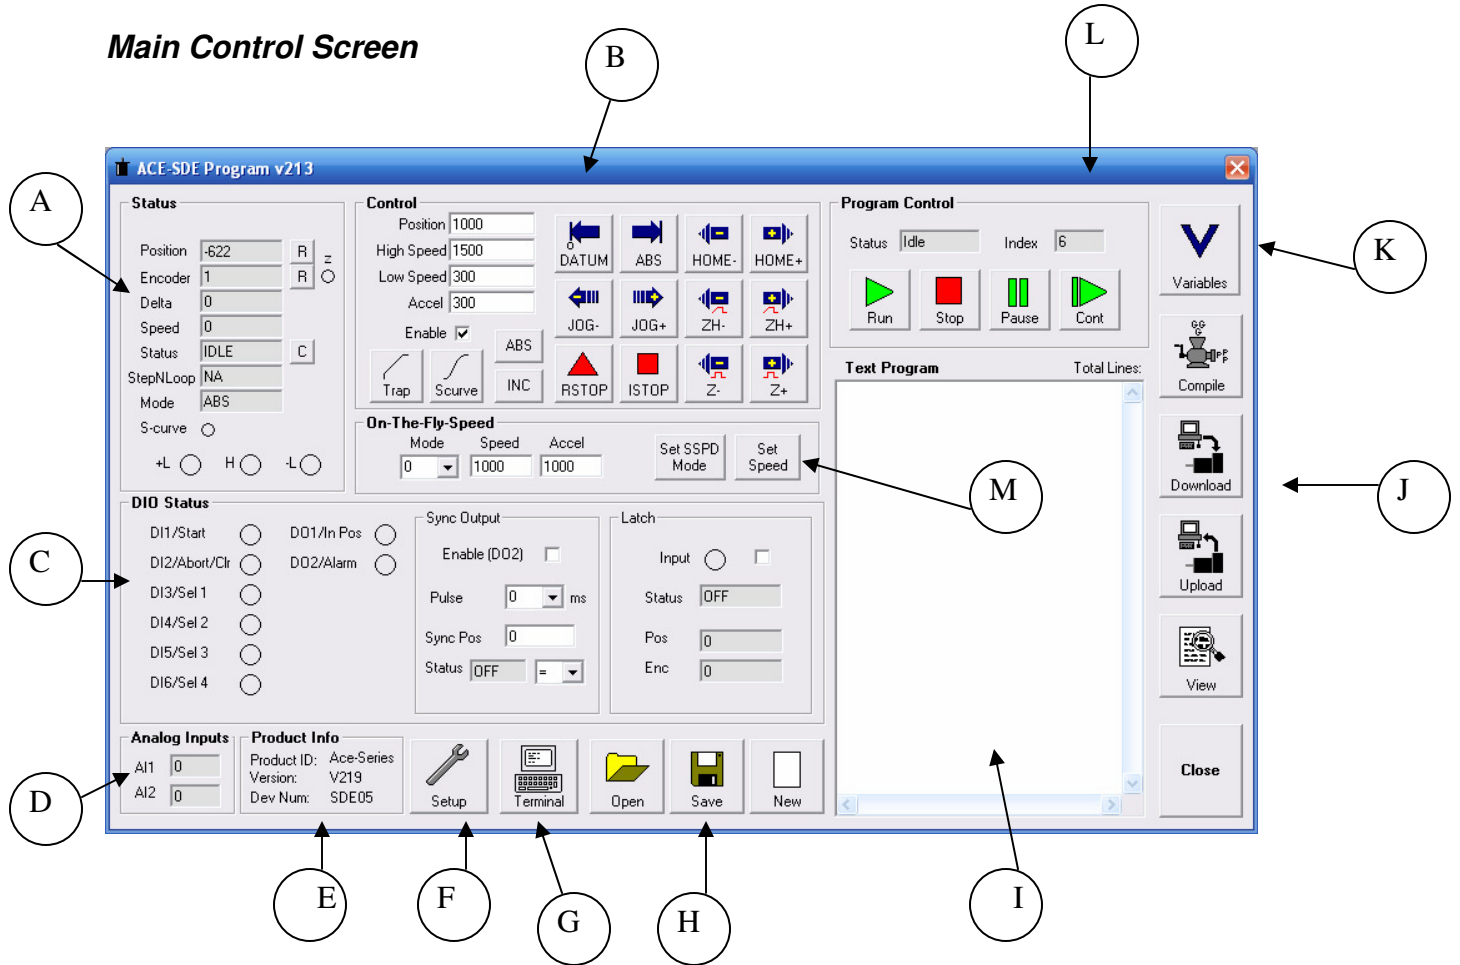 Main Control Screen
B
L
ACE-SDE Program v213
A
K
Status
Position -622 R
Z
Encoder 1 R
Delta 0
Speed 0
Status IDLE C
StepNLoop NA
Mode ABS
S-curve
+L H -L
Control
Position 1000
High Speed 1500
Low Speed 300
Accel 300
Enable
Trap
Scurve
ABS
INC
DATUM
ABS
HOME-
HOME+
JOG-
JOG+
ZH-
ZH+
RSTOP
ISTOP
Z-
Z+
Program Control
Status Idle
Index 6
Run
Stop
Pause
Cont
Variables
GG
G
PP
P
Compile
Text Program
Total Lines:
On-The-Fly-Speed
Mode Speed Accel
0 1000 1000
Set SSPD
Mode
Set
Speed
M
Download
J
DIO Status
DI1/Start
DO1/In Pos
DI2/Abort/Clr
DO2/Alarm
DI3/Sel 1
DI4/Sel 2
DI5/Sel 3
DI6/Sel 4
C
Sync Output
Enable (DO2)
Pulse 0 ms
Sync Pos 0
Status OFF =
Latch
Input
Status OFF
Pos 0
Enc 0
Upload
View
Analog Inputs
AI1 0
AI2 0
D
Product Info
Product ID: Ace-Series
Version: V219
Dev Num: SDE05
Setup
Terminal
Open
Save
New
Close
E
F
G
H
I